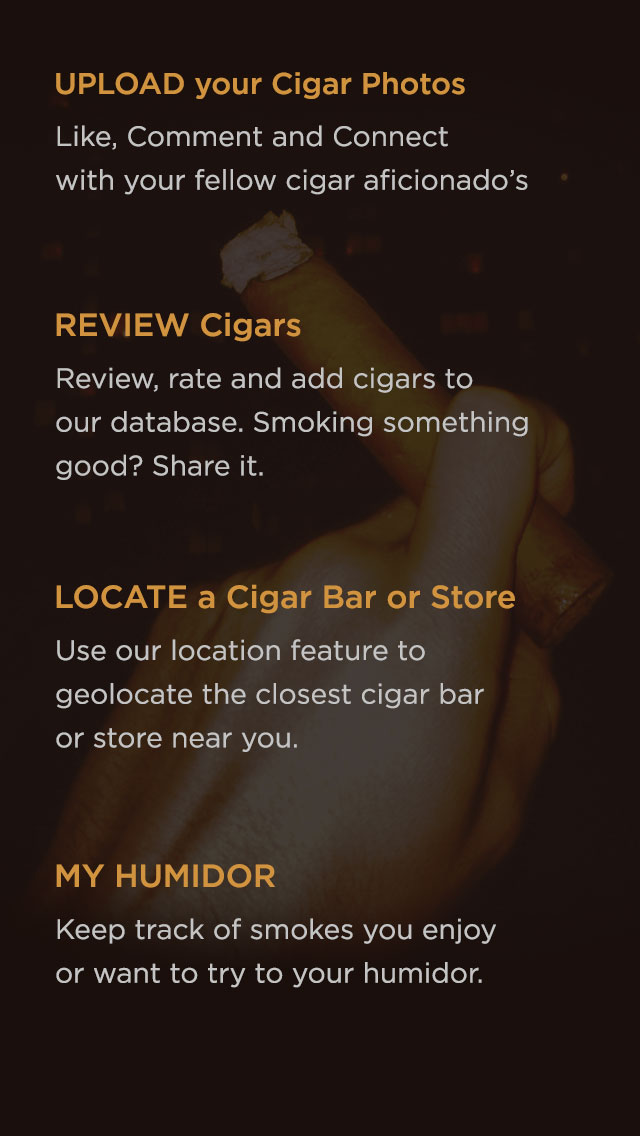 UPLOAD your Cigar Photos
Like, Comment and Connect
with your fellow cigar aficionado’s
REVIEW Cigars
Review, rate and add cigars to
our database. Smoking something
good? Share it.
LOCATE a Cigar Bar or Store
Use our location feature to
geolocate the closest cigar bar
or store near you.
MY HUMIDOR
Keep track of smokes you enjoy
or want to try to your humidor.